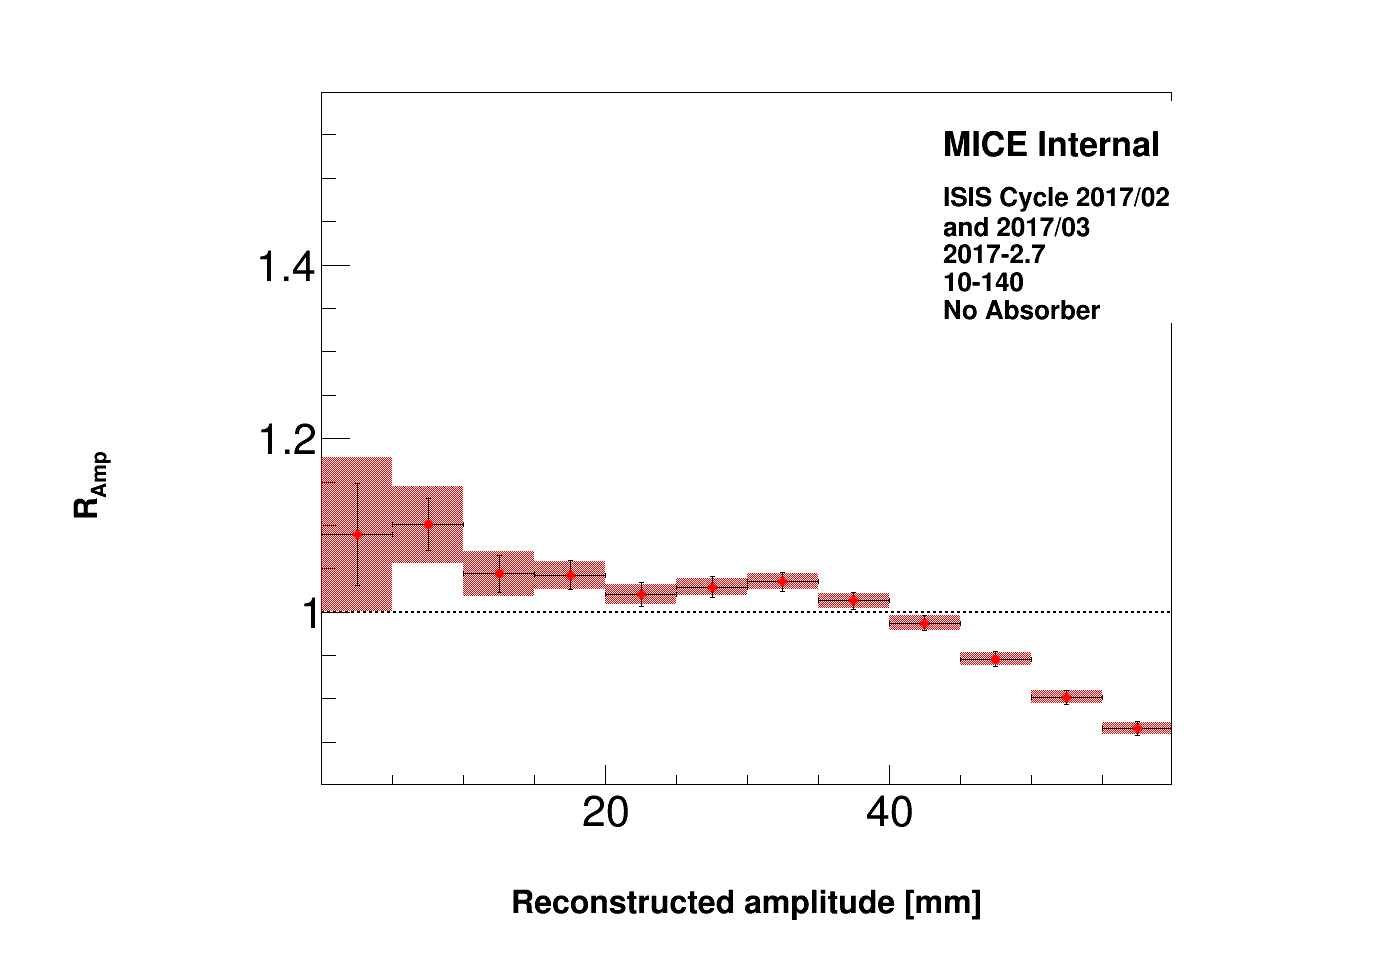 MICE Internal
ISIS Cycle 2017/02
and 2017/03
2017-2.7
10-140
No Absorber
1.4
1.2
1
R_Amp
20 40
Reconstructed amplitude [mm]